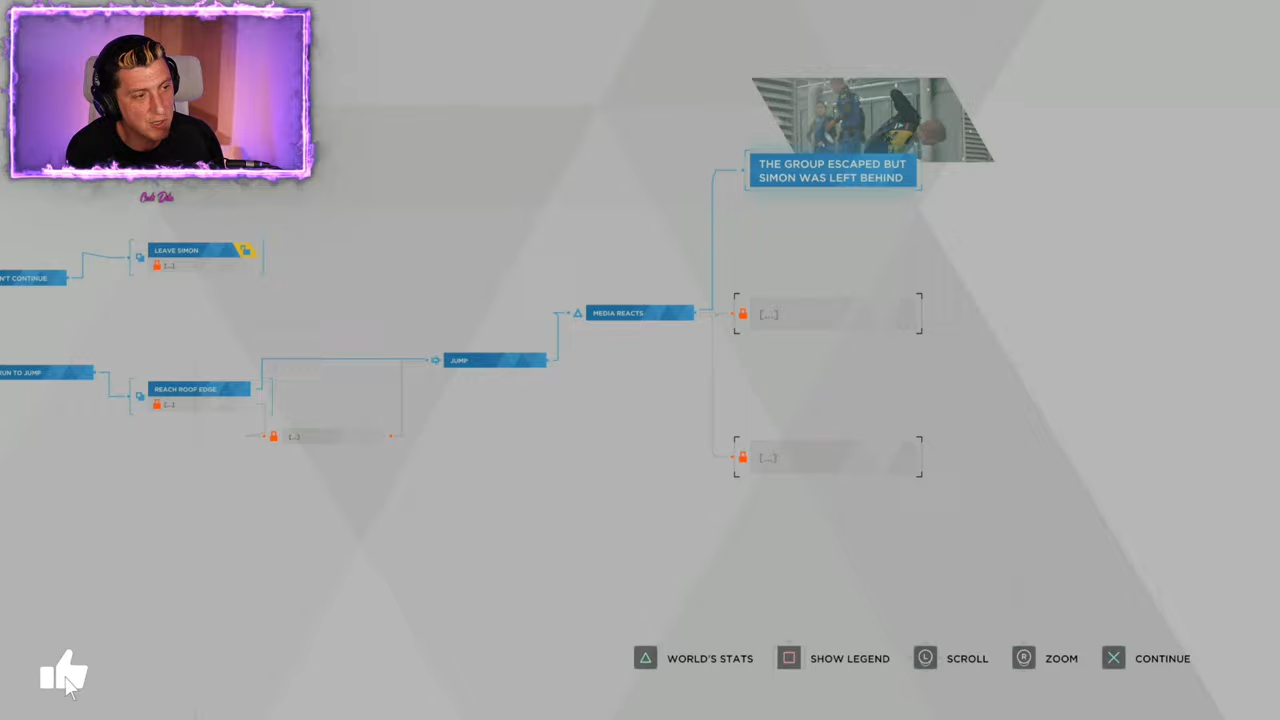 THE GROUP ESCAPED BUT
SIMON WAS LEFT BEHIND
LEAVE SIMON
[...]
N'T CONTINUE
[...]
MEDIA REACTS
JUMP
RUN TO JUMP
REACH ROOF EDGE
[...]
[...]
[...]
WORLD'S STATS
SHOW LEGEND
L
SCROLL
R
ZOOM
CONTINUE